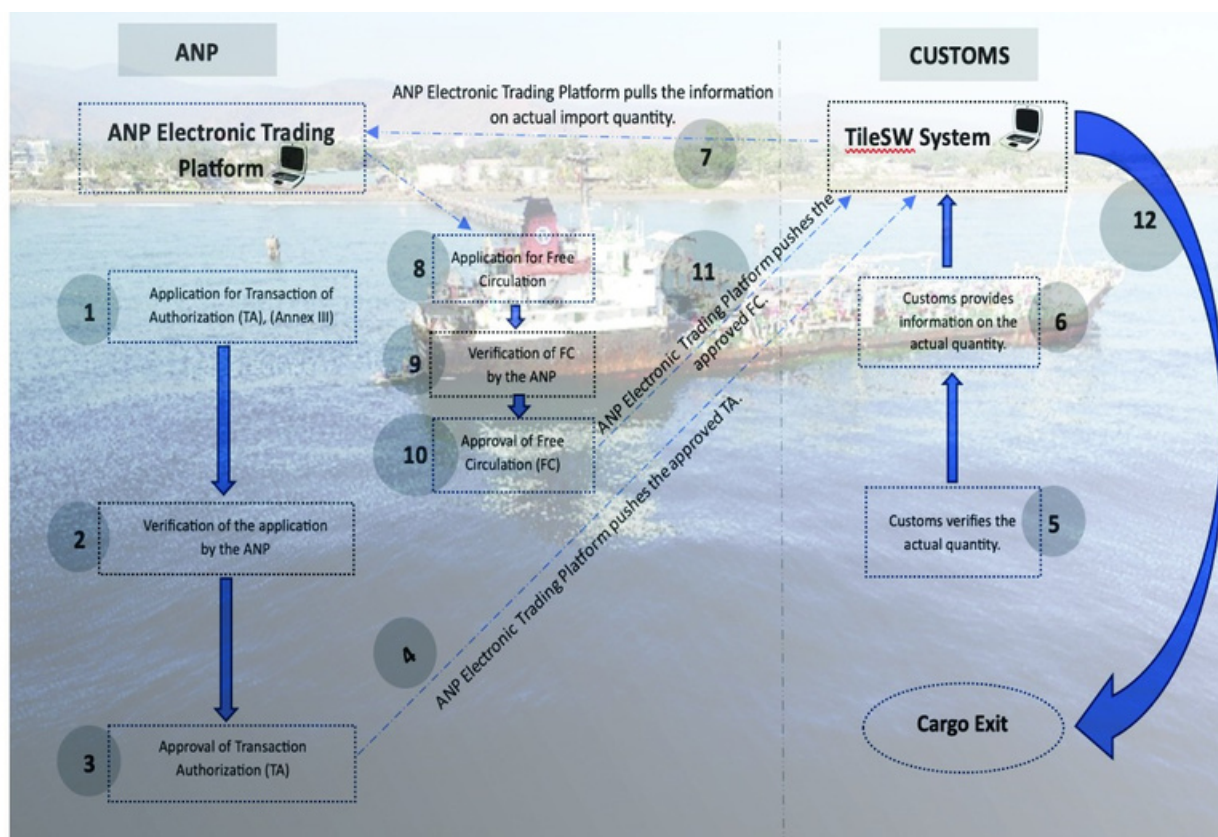 ANP
CUSTOMS
ANP Electronic Trading Platform pulls the information
on actual import quantity.
ANP Electronic Trading
Platform
TileSW System
7
12
8
Application for Free
Circulation
11
1
Application for Transaction of
Authorization (TA), (Annex III)
Customs provides
information on the
actual quantity.
6
9
Verification of FC
by the ANP
ANP Electronic Trading Platform pushes the
approved FC.
10
Approval of Free
Circulation (FC)
ANP Electronic Trading Platform pushes the approved TA.
2
Verification of the application
by the ANP
Customs verifies the
actual quantity.
5
4
3
Approval of Transaction
Authorization (TA)
Cargo Exit